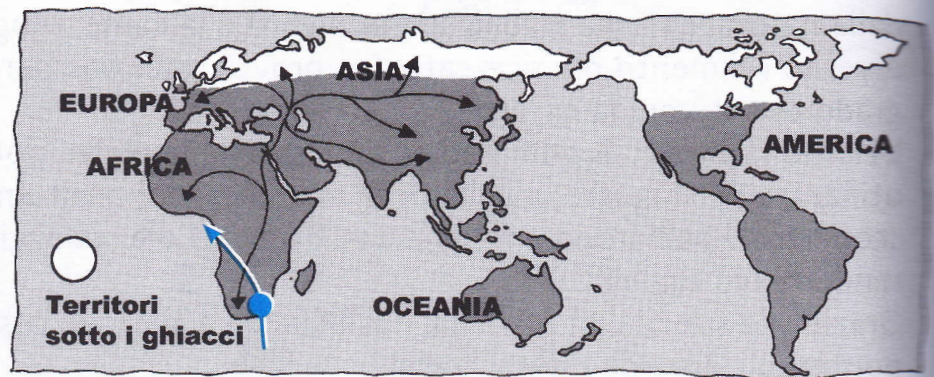 ASIA
EUROPA
AFRICA
AMERICA
OCEANIA
Territori
sotto i ghiacci